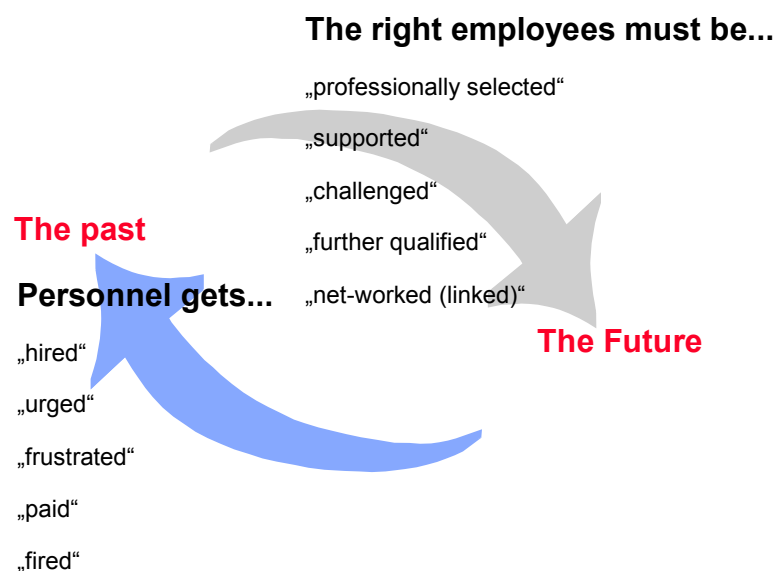 The right employees must be...
„professionally selected“
„supported“
„challenged“
„further qualified“
„net-worked (linked)“
The Future
The past
Personnel gets...
„hired“
„urged“
„frustrated“
„paid“
„fired“